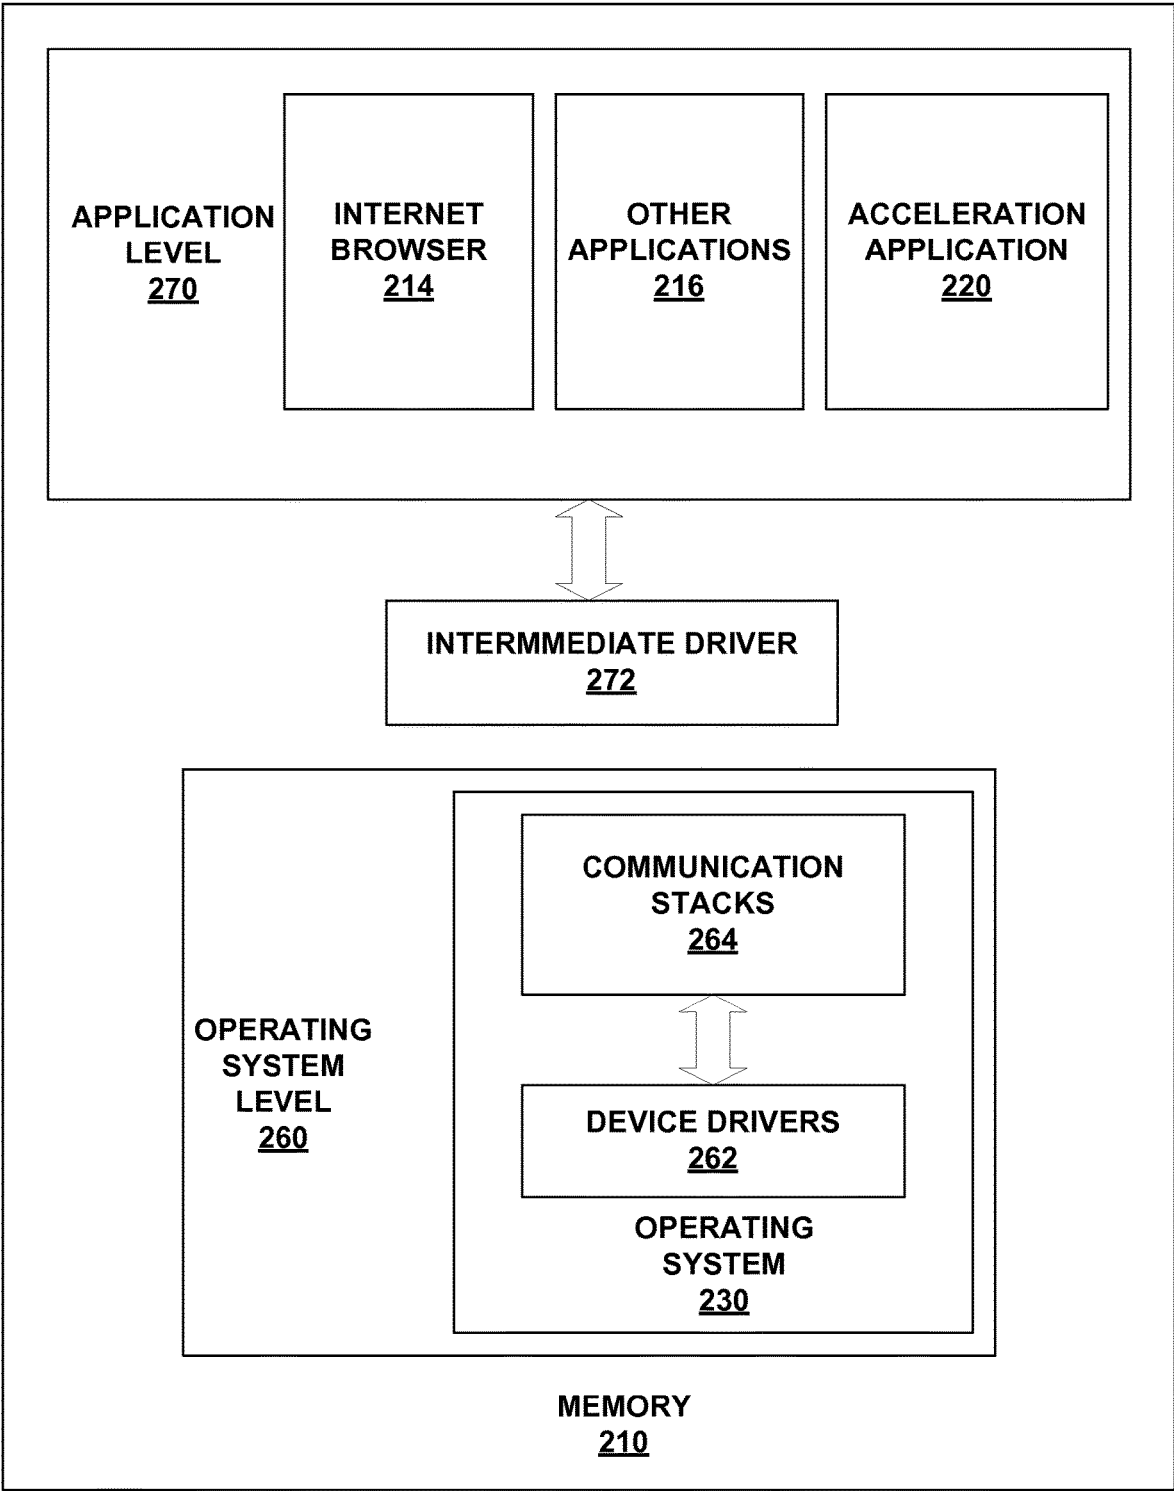 APPLICATION
LEVEL
270
INTERNET
BROWSER
214
OTHER
APPLICATIONS
216
ACCELERATION
APPLICATION
220
INTERMMEDIATE DRIVER
272
COMMUNICATION
STACKS
264
OPERATING
SYSTEM
LEVEL
260
DEVICE DRIVERS
262
OPERATING
SYSTEM
230
MEMORY
210